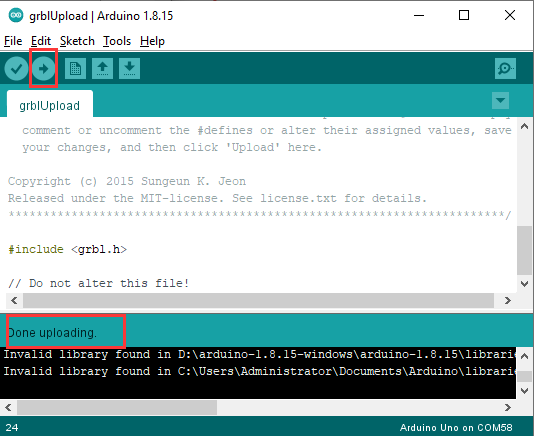 grblUpload | Arduino 1.8.15
File Edit Sketch Tools Help
grblUpload
comment or uncomment the #defines or alter their assigned values, save
your changes, and then click 'Upload' here.
Copyright (c) 2015 Sungeun K. Jeon
Released under the MIT-license. See license.txt for details.
***********************************************************************/
#include <grbl.h>
// Do not alter this file!
Done uploading.
Invalid library found in D:\arduino-1.8.15-windows\arduino-1.8.15\librarie
Invalid library found in C:\Users\Administrator\Documents\Arduino\librarie
24
Arduino Uno on COM58